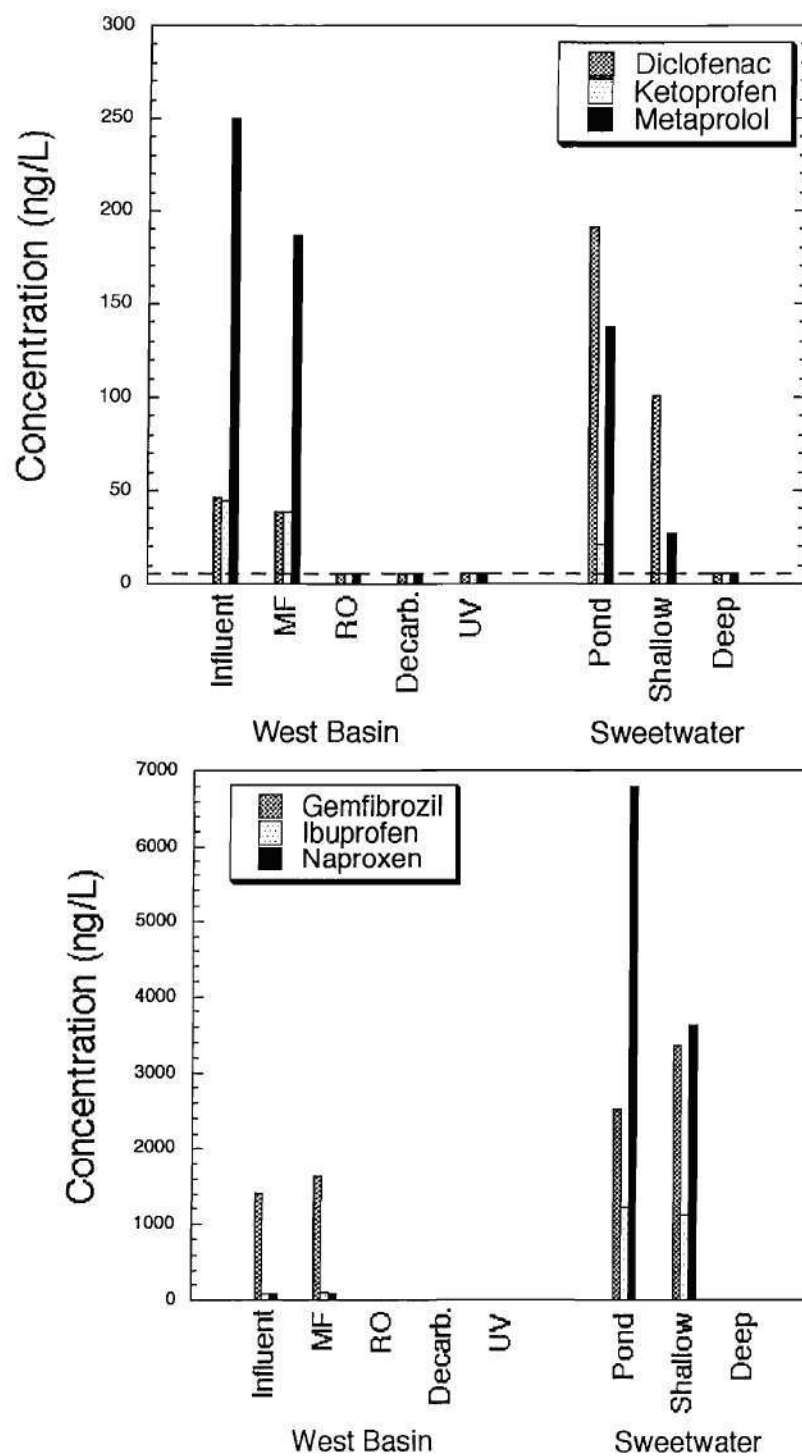 300
250
200
150
100
50
0
Concentration (ng/L)
Diclofenac
Ketoprofen
Metaprolol
Influent
MF
RO
Decarb.
UV
Pond
Shallow
Deep
West Basin
Sweetwater
7000
6000
5000
4000
3000
2000
1000
0
Concentration (ng/L)
Gemfibrozil
Ibuprofen
Naproxen
Influent
MF
RO
Decarb.
UV
Pond
Shallow
Deep
West Basin
Sweetwater